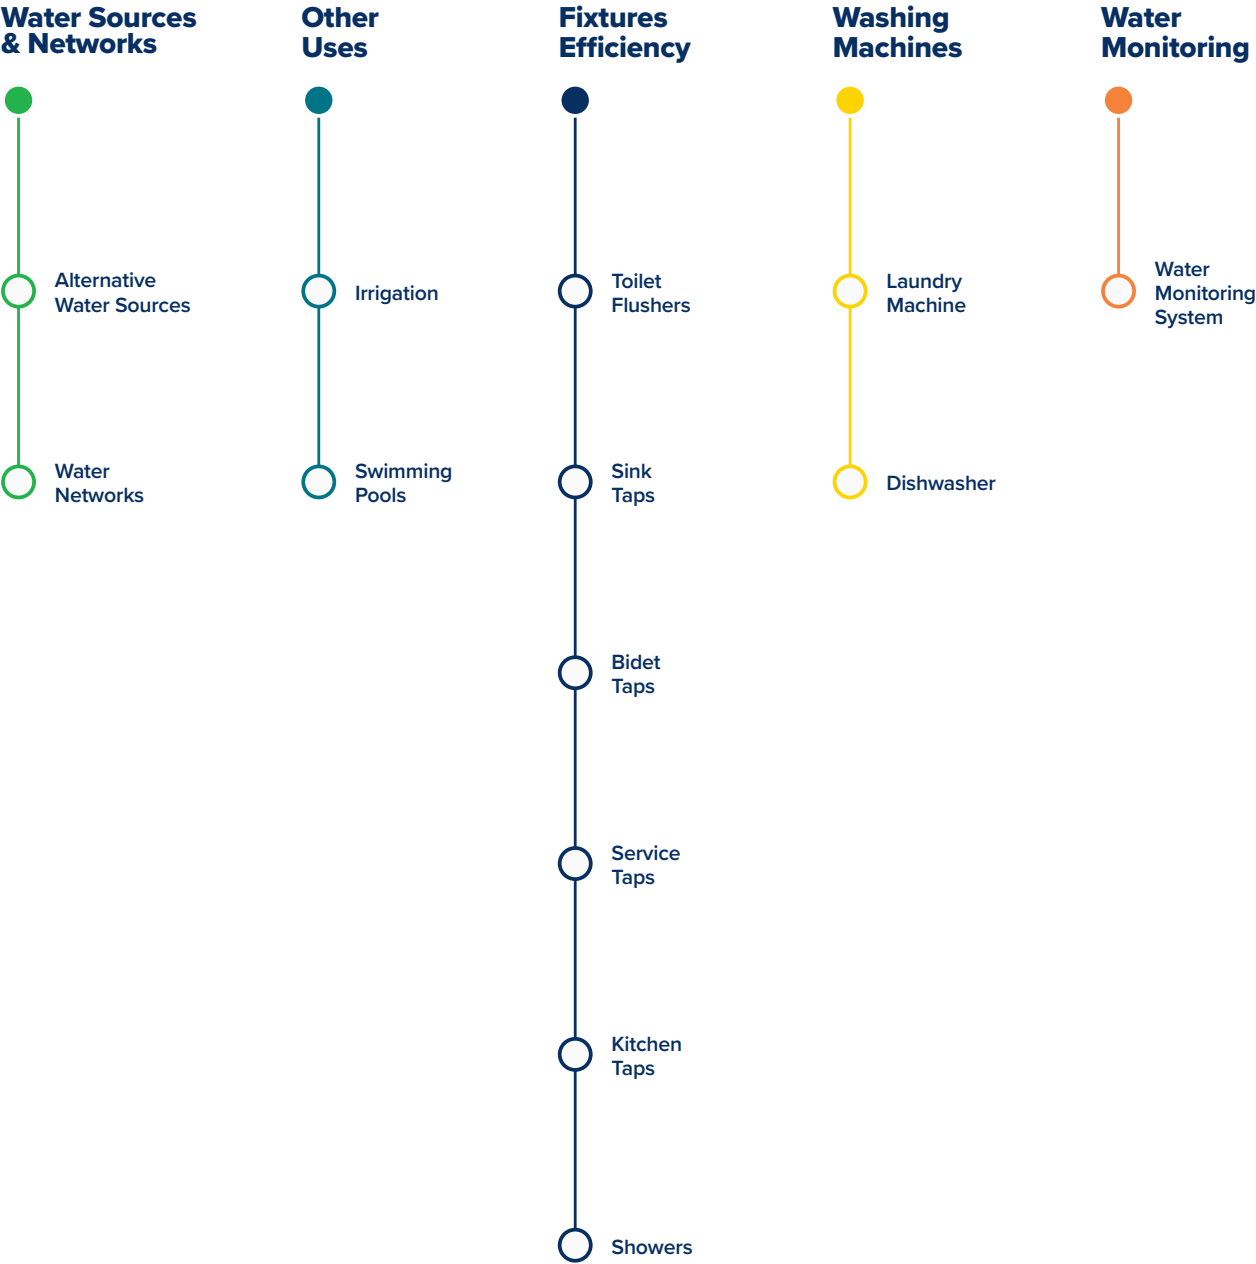 Water Sources
& Networks
Alternative
Water Sources
Water
Networks
Other
Uses
Irrigation
Swimming
Pools
Fixtures
Efficiency
Toilet
Flushers
Sink
Taps
Bidet
Taps
Service
Taps
Kitchen
Taps
Showers
Washing
Machines
Laundry
Machine
Dishwasher
Water
Monitoring
Water
Monitoring
System